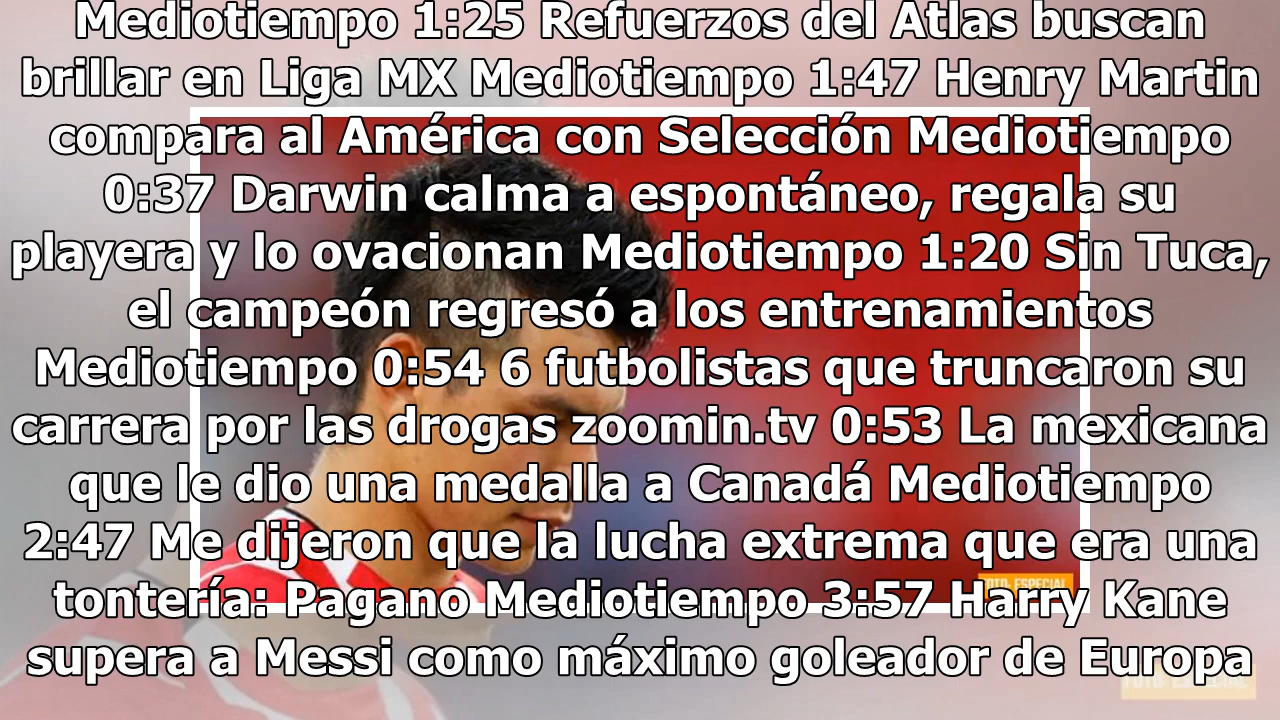 Mediotiempo 1:25 Refuerzos del Atlas buscan
brillar en Liga MX Mediotiempo 1:47 Henry Martin
compara al América con Selección Mediotiempo
0:37 Darwin calma a espontáneo, regala su
playera y lo ovacionan Mediotiempo 1:20 Sin Tuca,
el campeón regresó a los entrenamientos
Mediotiempo 0:54 6 futbolistas que truncaron su
carrera por las drogas zoomin.tv 0:53 La mexicana
que le dio una medalla a Canadá Mediotiempo
2:47 Me dijeron que la lucha extrema que era una
FOTO: ESPECIAL
tontería: Pagano Mediotiempo 3:57 Harry Kane
supera a Messi como máximo goleador de Europa